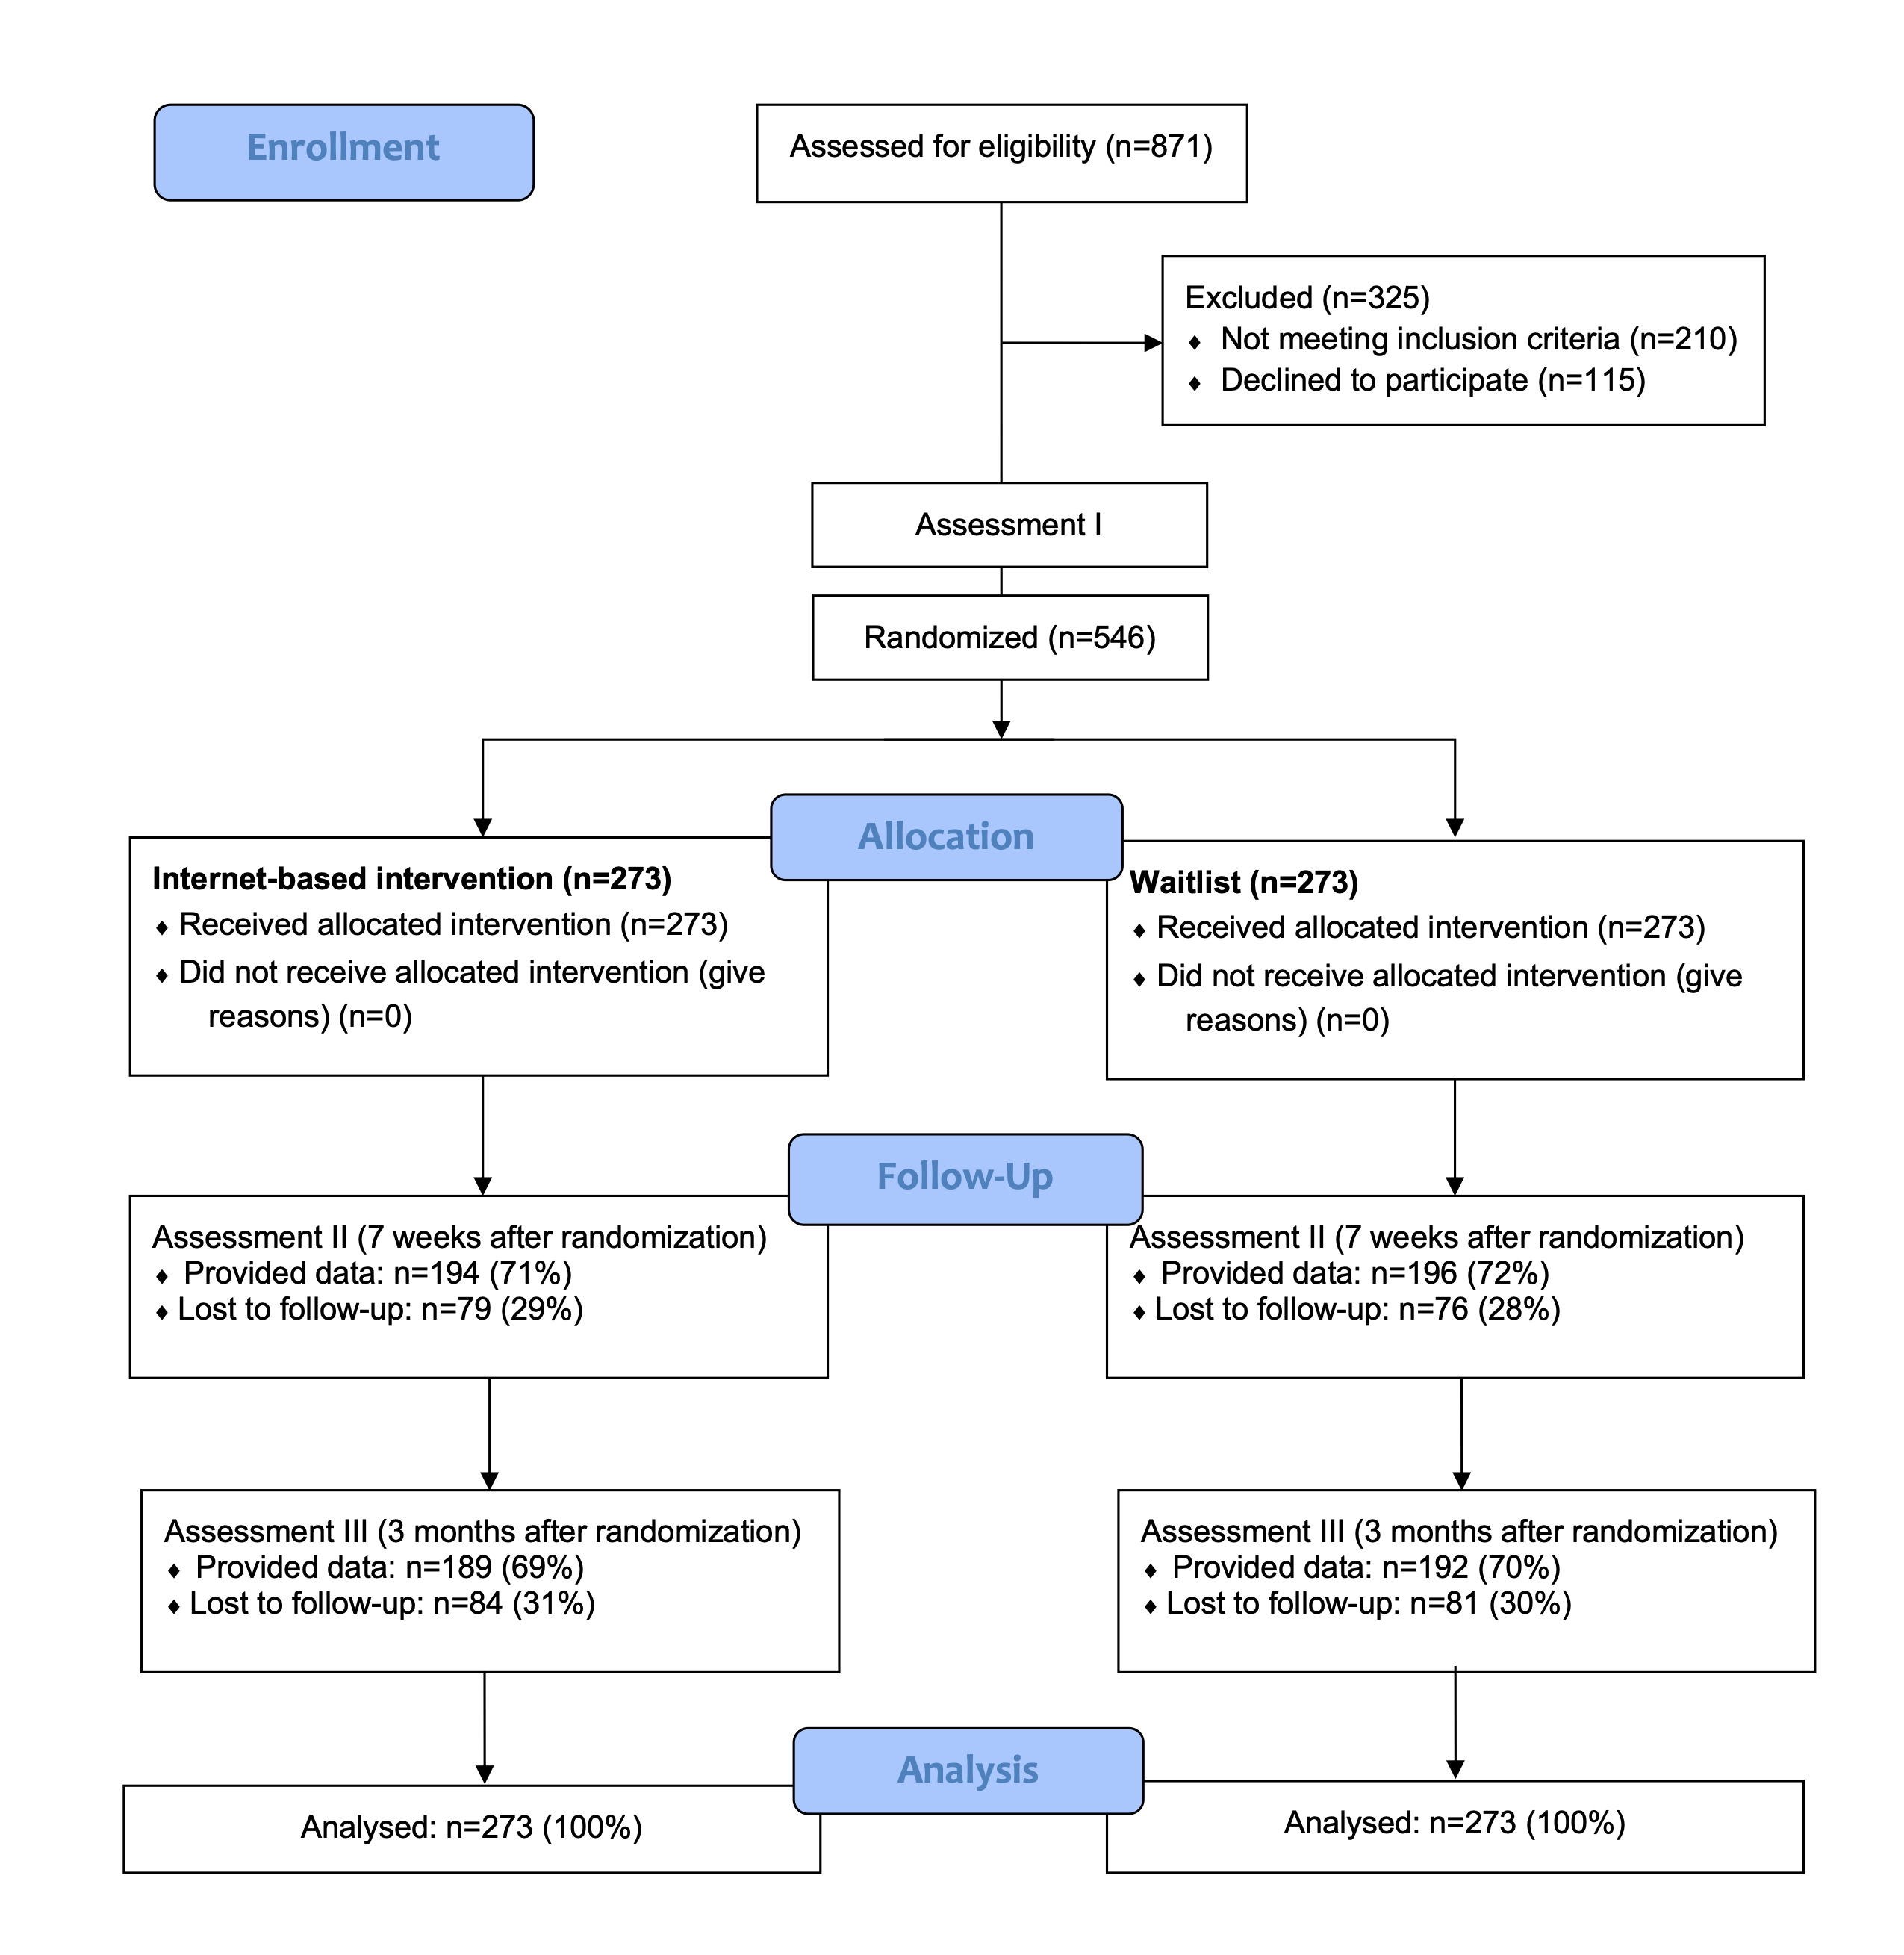 Enrollment
Assessed for eligibility (n=871)
Excluded (n=325)
♦ Not meeting inclusion criteria (n=210)
♦ Declined to participate (n=115)
Assessment I
Randomized (n=546)
Allocation
Internet-based intervention (n=273)
♦ Received allocated intervention (n=273)
♦ Did not receive allocated intervention (give
reasons) (n=0)
Waitlist (n=273)
♦ Received allocated intervention (n=273)
♦ Did not receive allocated intervention (give
reasons) (n=0)
Follow-Up
Assessment II (7 weeks after randomization)
♦ Provided data: n=194 (71%)
♦ Lost to follow-up: n=79 (29%)
Assessment II (7 weeks after randomization)
♦ Provided data: n=196 (72%)
♦ Lost to follow-up: n=76 (28%)
Assessment III (3 months after randomization)
♦ Provided data: n=189 (69%)
♦ Lost to follow-up: n=84 (31%)
Assessment III (3 months after randomization)
♦ Provided data: n=192 (70%)
♦ Lost to follow-up: n=81 (30%)
Analysis
Analysed: n=273 (100%)
Analysed: n=273 (100%)